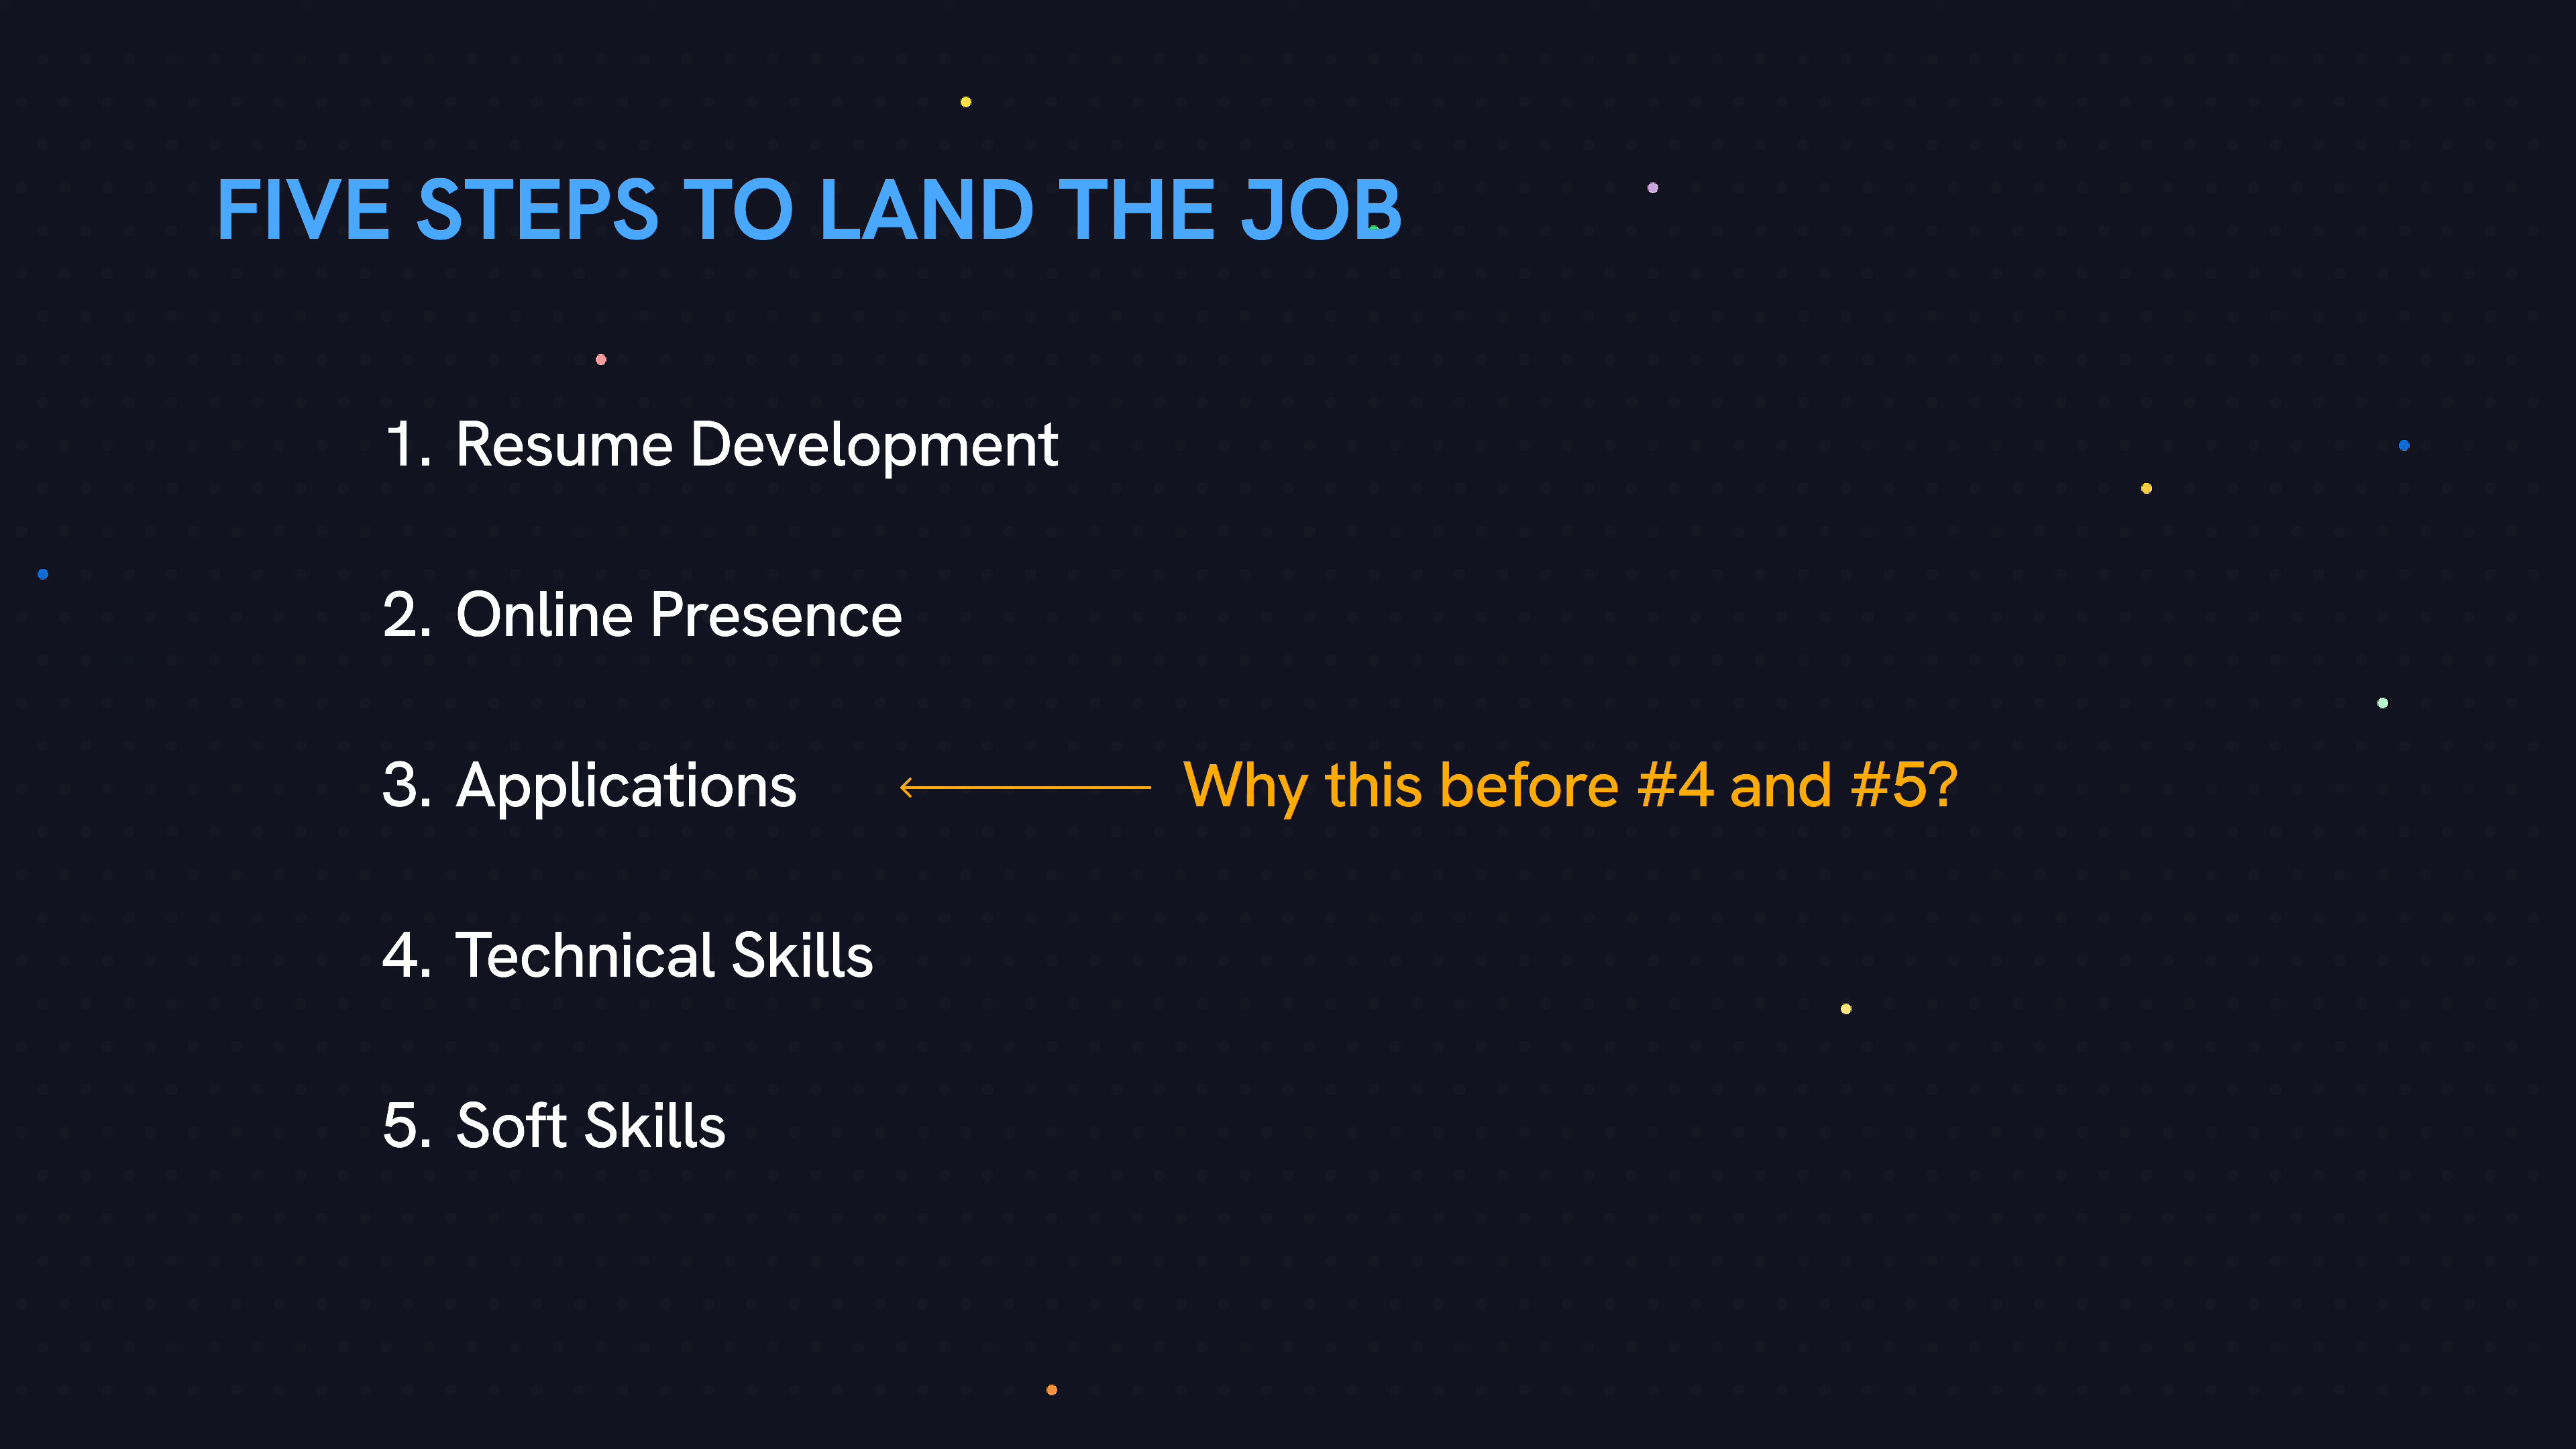 FIVE STEPS TO LAND THE JOB
1. Resume Development
2. Online Presence
3. Applications
Why this before #4 and #5?
4. Technical Skills
5. Soft Skills